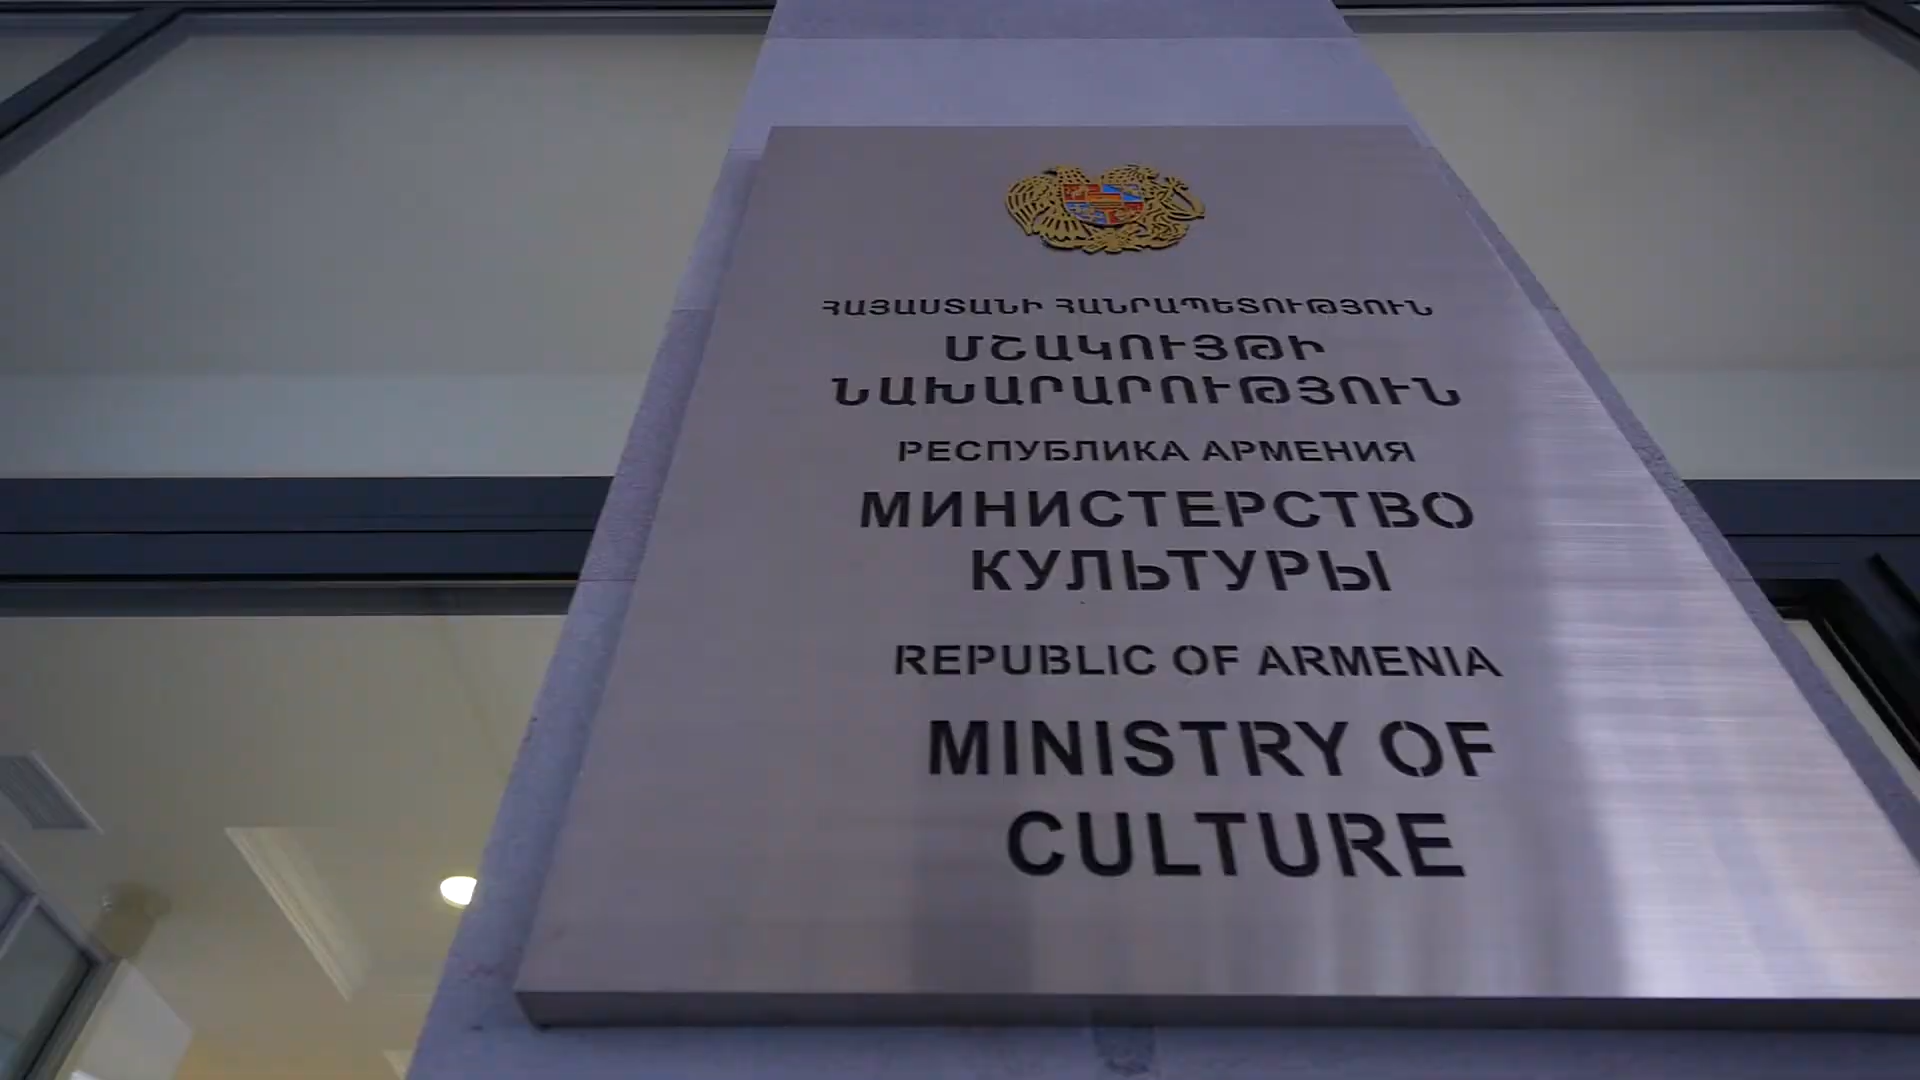 ՀԱՅԱՍՏԱՆԻ ՀԱՆՐԱՊԵՏՈՒԹՅՈՒՆ
ՄՇԱԿՈՒՅԹԻ
ՆԱԽԱՐԱՐՈՒԹՅՈՒՆ
РЕСПУБЛИКА АРМЕНИЯ
МИНИСТЕРСТВО
КУЛЬТУРЫ
REPUBLIC OF ARMENIA
MINISTRY OF
CULTURE